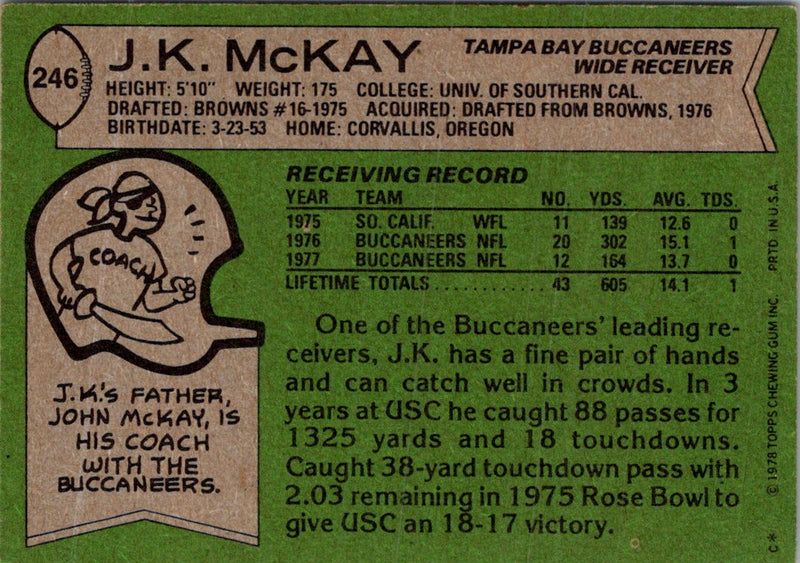 246
J.K. McKAY
TAMPA BAY BUCCANEERS
WIDE RECEIVER
HEIGHT: 5'10" WEIGHT: 175 COLLEGE: UNIV. OF SOUTHERN CAL.
DRAFTED: BROWNS #16-1975 ACQUIRED: DRAFTED FROM BROWNS, 1976
BIRTHDATE: 3-23-53 HOME: CORVALLIS, OREGON
COACH
J.K.'S FATHER,
JOHN McKAY, IS
HIS COACH
WITH THE
BUCCANEERS.
RECEIVING RECORD
YEAR TEAM NO. YDS. AVG. TDS.
1975 SO. CALIF. WFL 11 139 12.6 0
1976 BUCCANEERS NFL 20 302 15.1 1
1977 BUCCANEERS NFL 12 164 13.7 0
LIFETIME TOTALS............ 43 605 14.1 1
One of the Buccaneers' leading re-
ceivers, J.K. has a fine pair of hands
and can catch well in crowds. In 3
years at USC he caught 88 passes for
1325 yards and 18 touchdowns.
Caught 38-yard touchdown pass with
2.03 remaining in 1975 Rose Bowl to
give USC an 18-17 victory.
C* © 1978 TOPPS CHEWING GUM INC. PRTD. IN U.S.A.